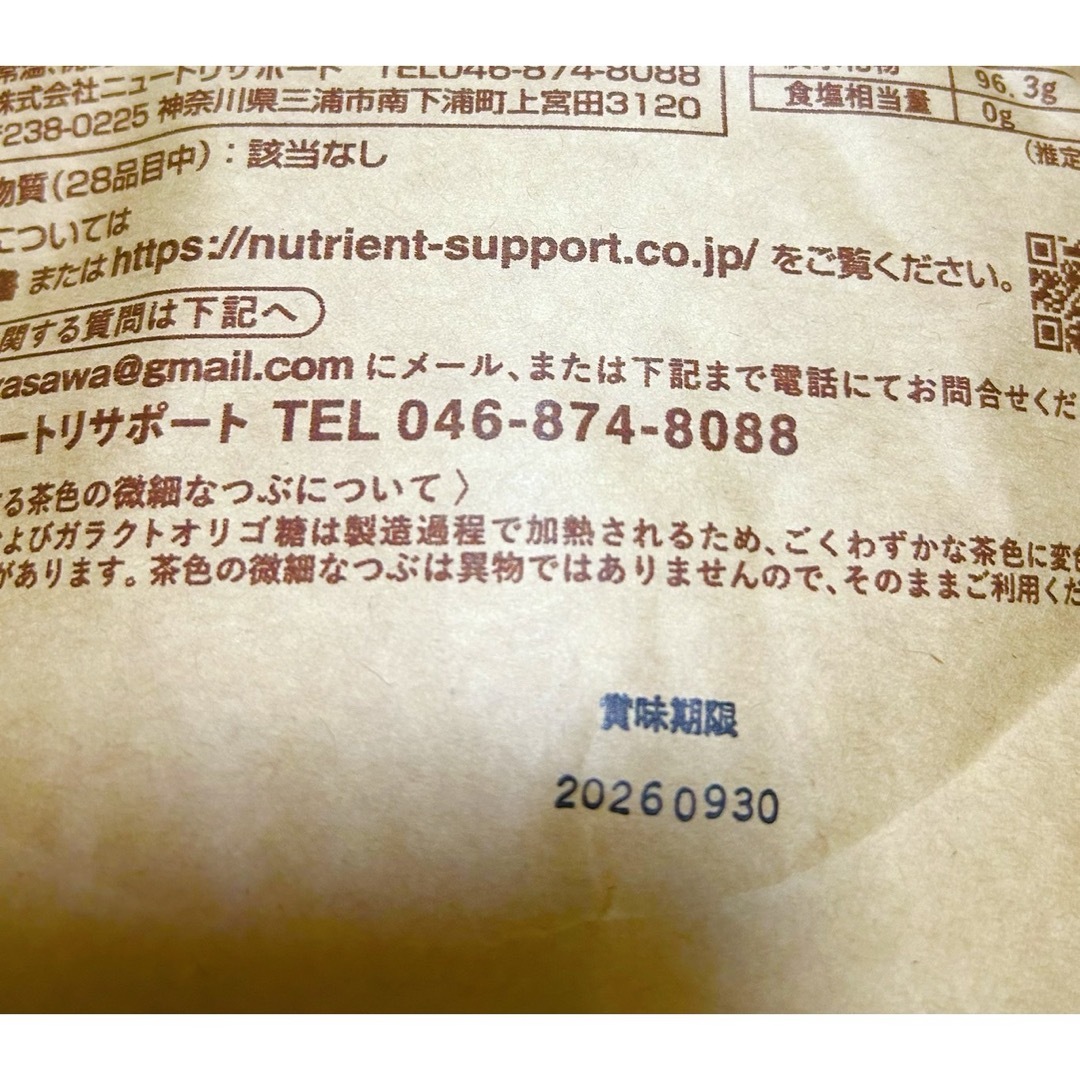 株式会社ニュートリサポート TEL046-874-8088
〒238-0225 神奈川県三浦市南下浦町上宮田3120
96.3g
食塩相当量 0g
(推定
物質(28品目中):該当なし
については
書 またはhttps://nutrient-support.co.jp/ をご覧ください。
関する質問は下記へ
asawa@gmail.com にメール、または下記まで電話にてお問合せくだ
ートリサポート TEL 046-874-8088
る茶色の微細なつぶについて〉
よびガラクトオリゴ糖は製造過程で加熱されるため、ごくわずかな茶色に変色
があります。茶色の微細なつぶは異物ではありませんので、そのままご利用くだ
賞味期限
20260930